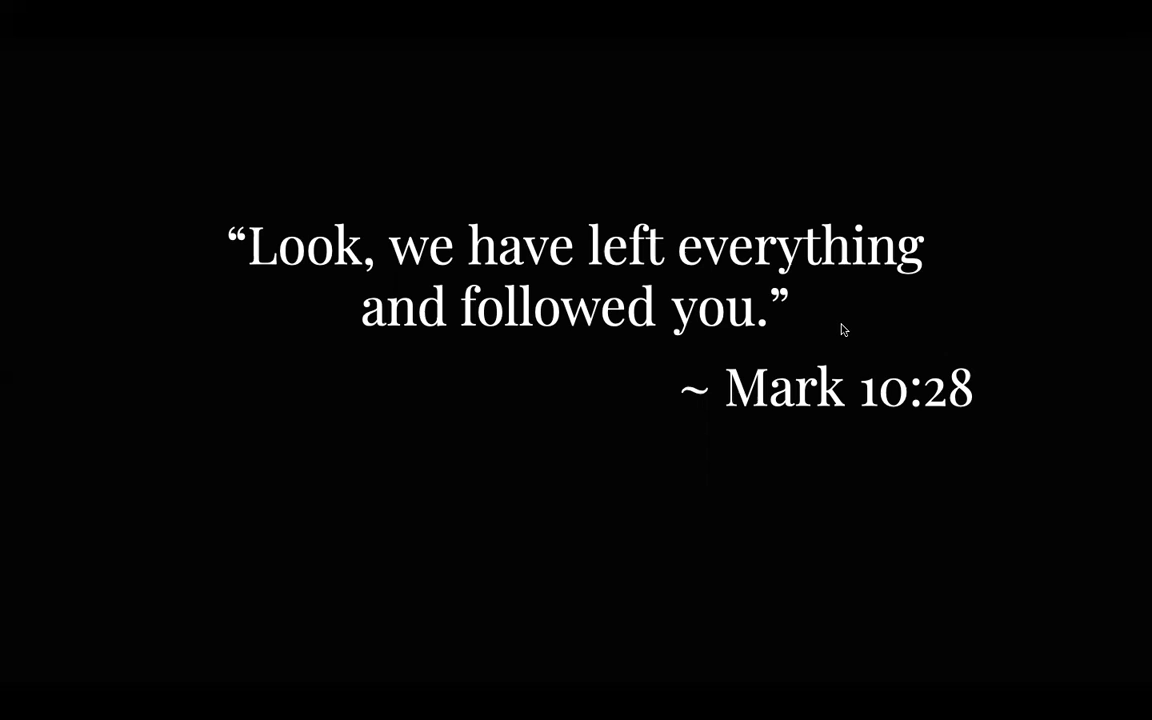 “Look, we have left everything
and followed you.”
~ Mark 10:28